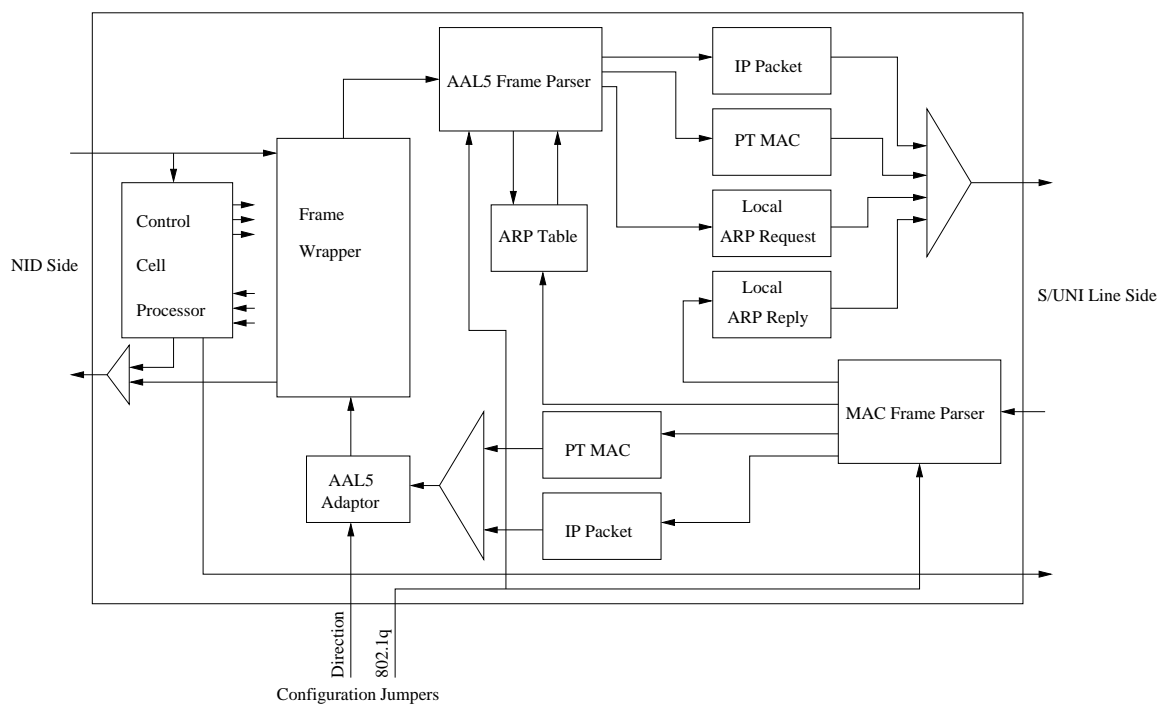 IP Packet
AAL5 Frame Parser
PT MAC
Control
Cell
Processor
Frame
Wrapper
ARP Table
Local
ARP Request
NID Side
Local
ARP Reply
S/UNI Line Side
MAC Frame Parser
PT MAC
AAL5
Adaptor
IP Packet
Direction
802.1q
Configuration Jumpers